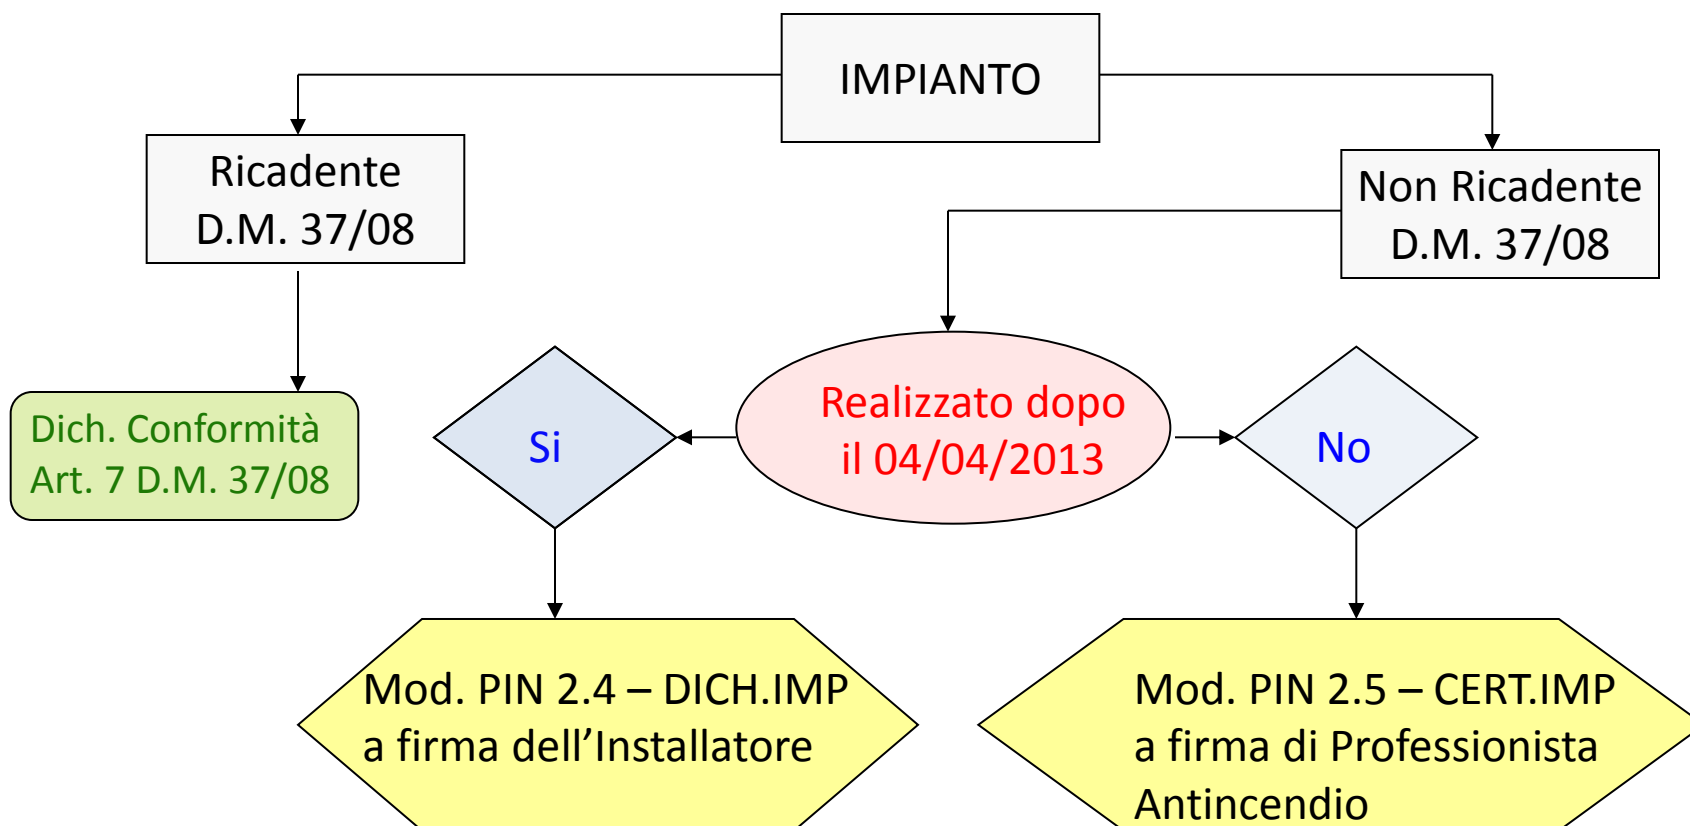 IMPIANTO
Ricadente
D.M. 37/08
Non Ricadente
D.M. 37/08
Dich. Conformità
Art. 7 D.M. 37/08
Si
Realizzato dopo
il 04/04/2013
No
Mod. PIN 2.4 – DICH.IMP
a firma dell’Installatore
Mod. PIN 2.5 – CERT.IMP
a firma di Professionista
Antincendio